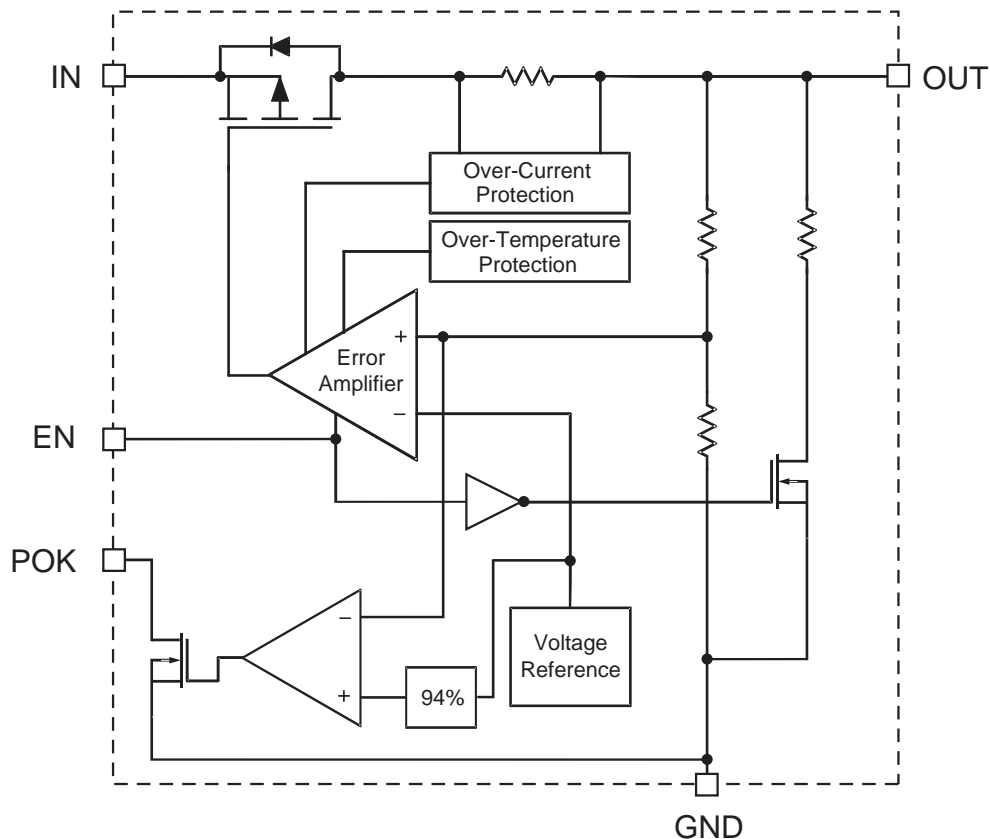 IN
OUT
Over-Current
Protection
Over-Temperature
Protection
+
Error
Amplifier
−
EN
POK
−
+
94%
Voltage
Reference
GND